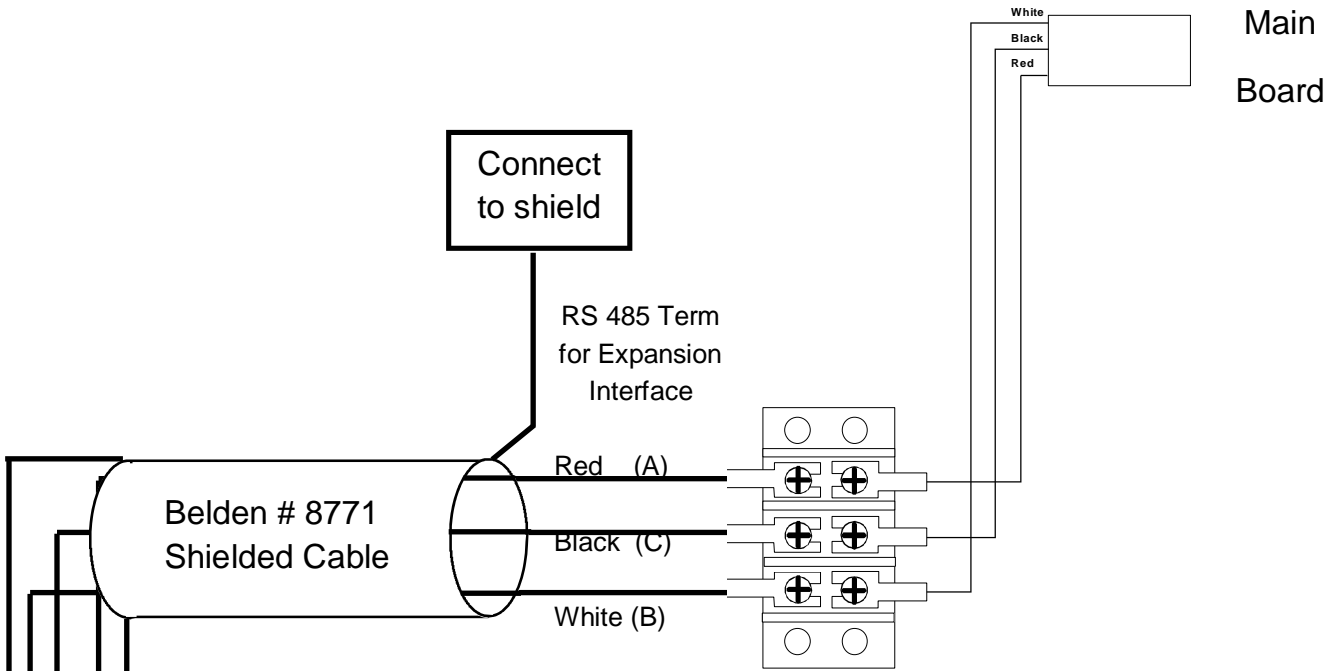 White
Main
Black
Red
Board
Connect
to shield
RS 485 Term
for Expansion
Interface
Red (A)
Belden # 8771
Shielded Cable
Black (C)
White (B)